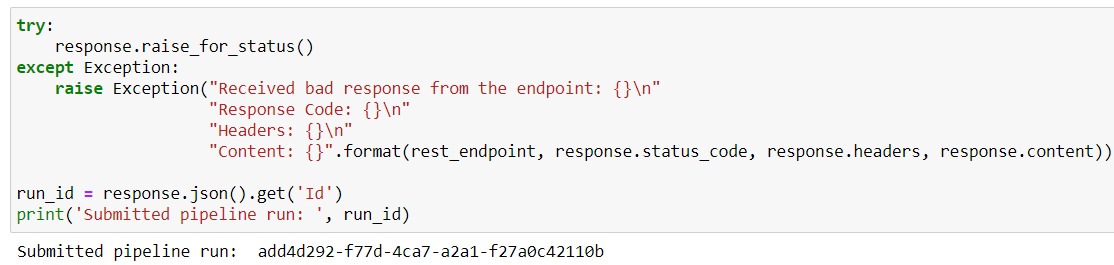 try:
    response.raise_for_status()
except Exception:
    raise Exception("Received bad response from the endpoint: {}\n"
                    "Response Code: {}\n"
                    "Headers: {}\n"
                    "Content: {}".format(rest_endpoint, response.status_code, response.headers, response.content))

run_id = response.json().get('Id')
print('Submitted pipeline run: ', run_id)
Submitted pipeline run:  add4d292-f77d-4ca7-a2a1-f27a0c42110b